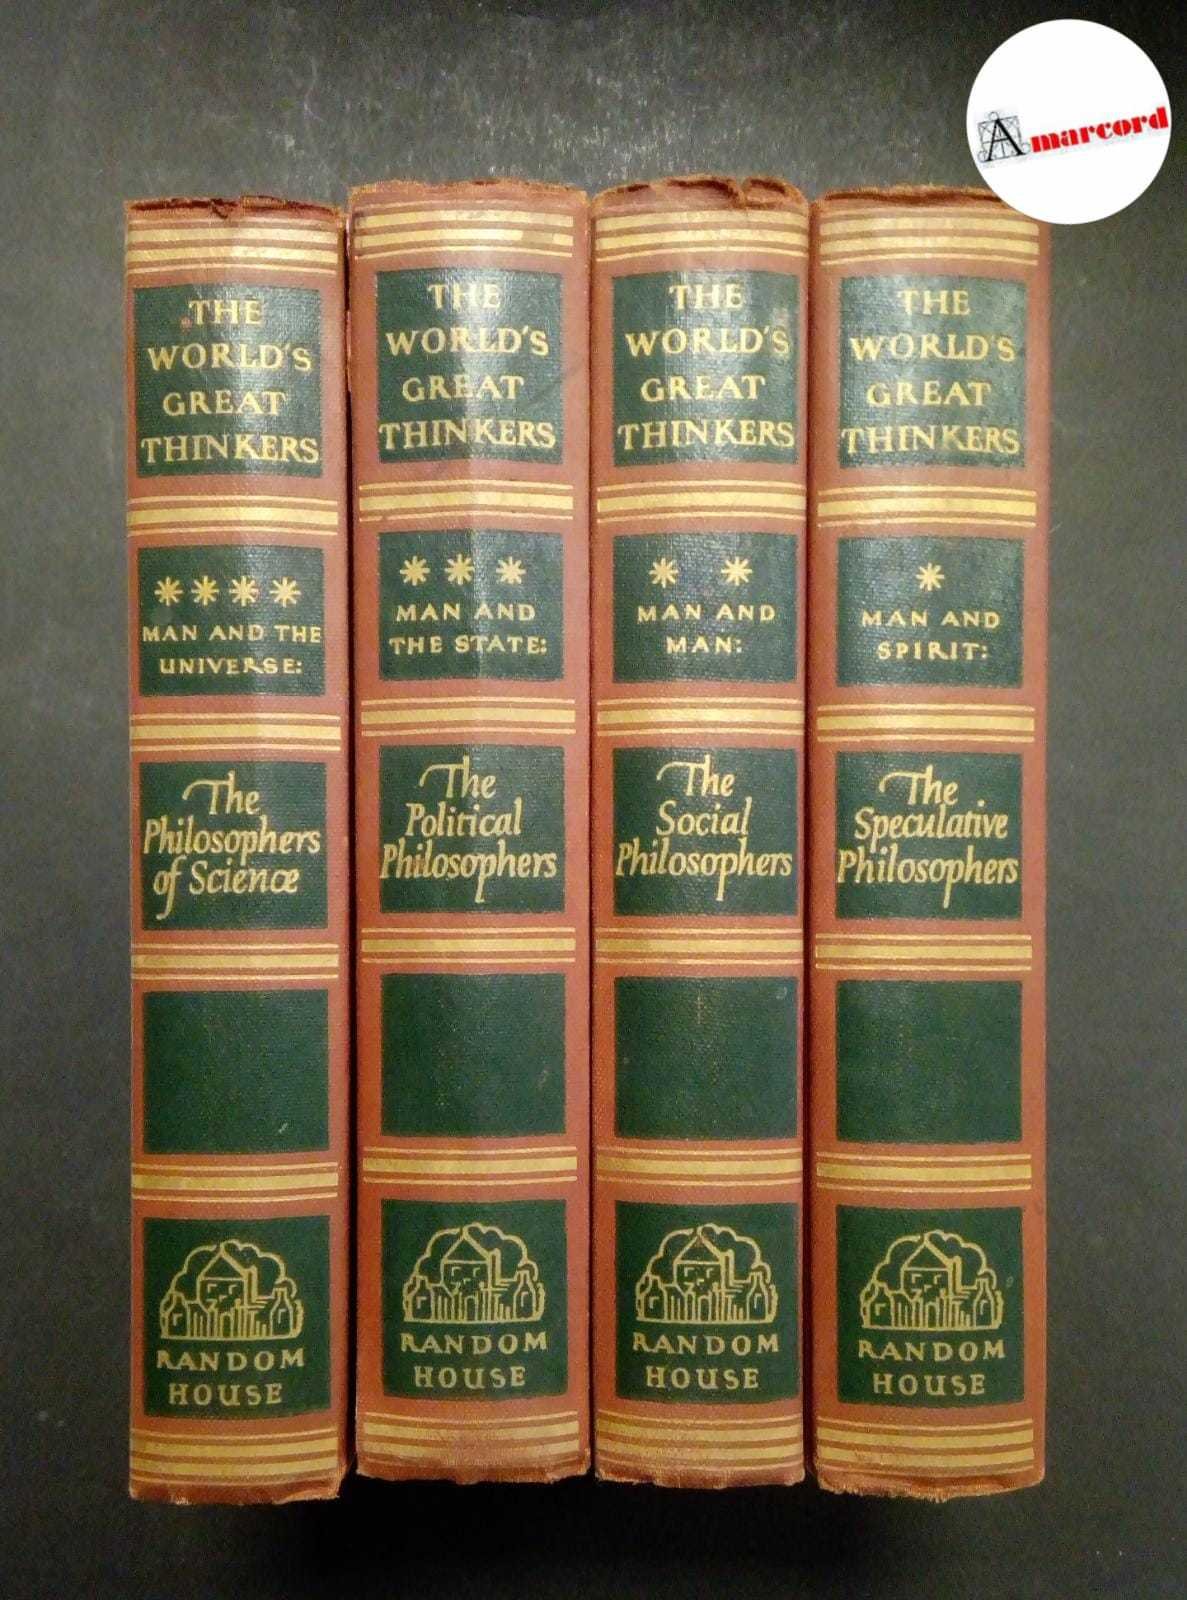 Amarcord
THE
WORLD'S
GREAT
THINKERS
MAN AND THE
UNIVERSE:
The
Philosophers
of Science
RANDOM
HOUSE
THE
WORLD'S
GREAT
THINKERS
MAN AND
THE STATE:
The
Political
Philosophers
RANDOM
HOUSE
THE
WORLD'S
GREAT
THINKERS
MAN AND
MAN:
The
Social
Philosophers
RANDOM
HOUSE
THE
WORLD'S
GREAT
THINKERS
MAN AND
SPIRIT:
The
Speculative
Philosophers
RANDOM
HOUSE